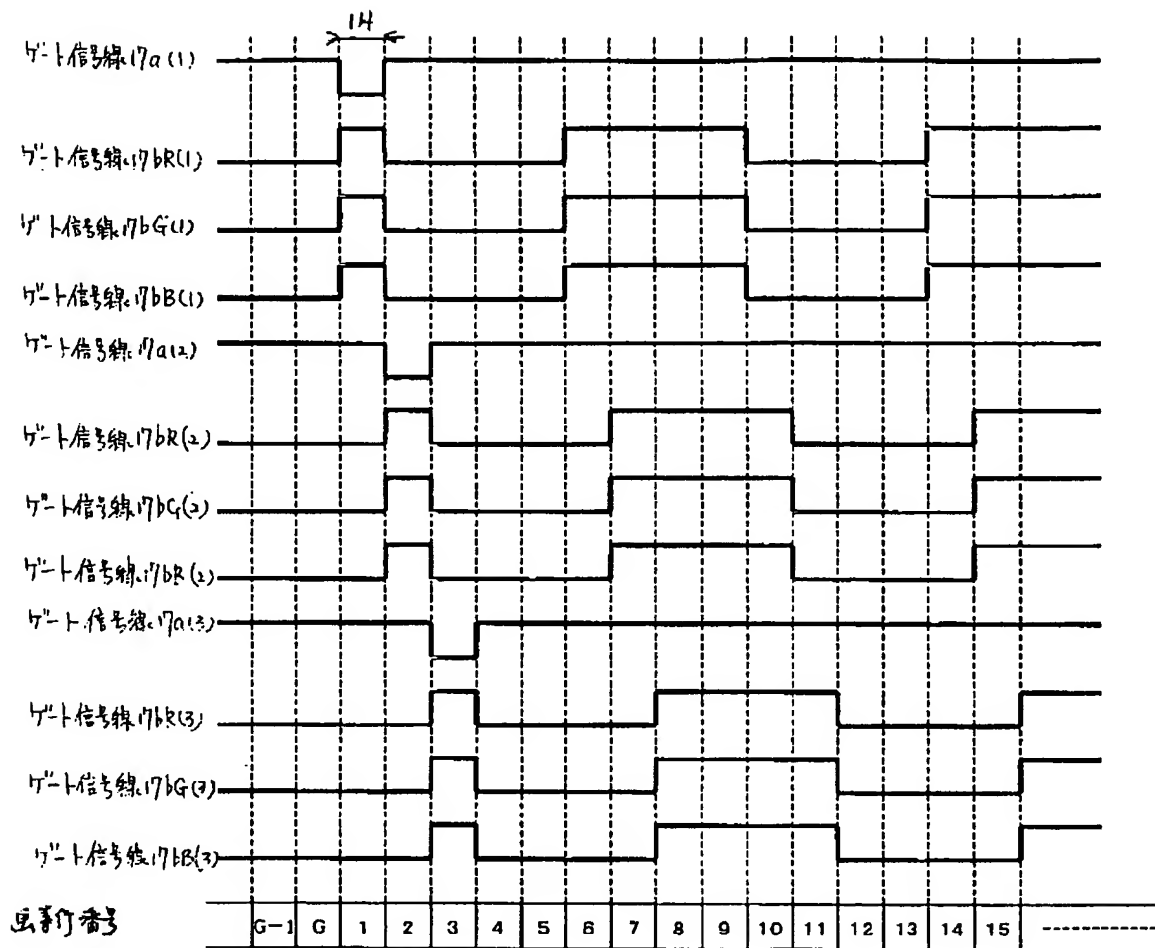 1H
ゲート信号線17a(1)
ゲート信号線17bR(1)
ゲート信号線17bG(1)
ゲート信号線17bB(1)
ゲート信号線17a(2)
ゲート信号線17bR(2)
ゲート信号線17bG(2)
ゲート信号線17bR(2)
ゲート信号線17a(3)
ゲート信号線17bR(3)
ゲート信号線17bG(3)
ゲート信号線17bB(3)
画素行番号 G-1 G 1 2 3 4 5 6 7 8 9 10 11 12 13 14 15